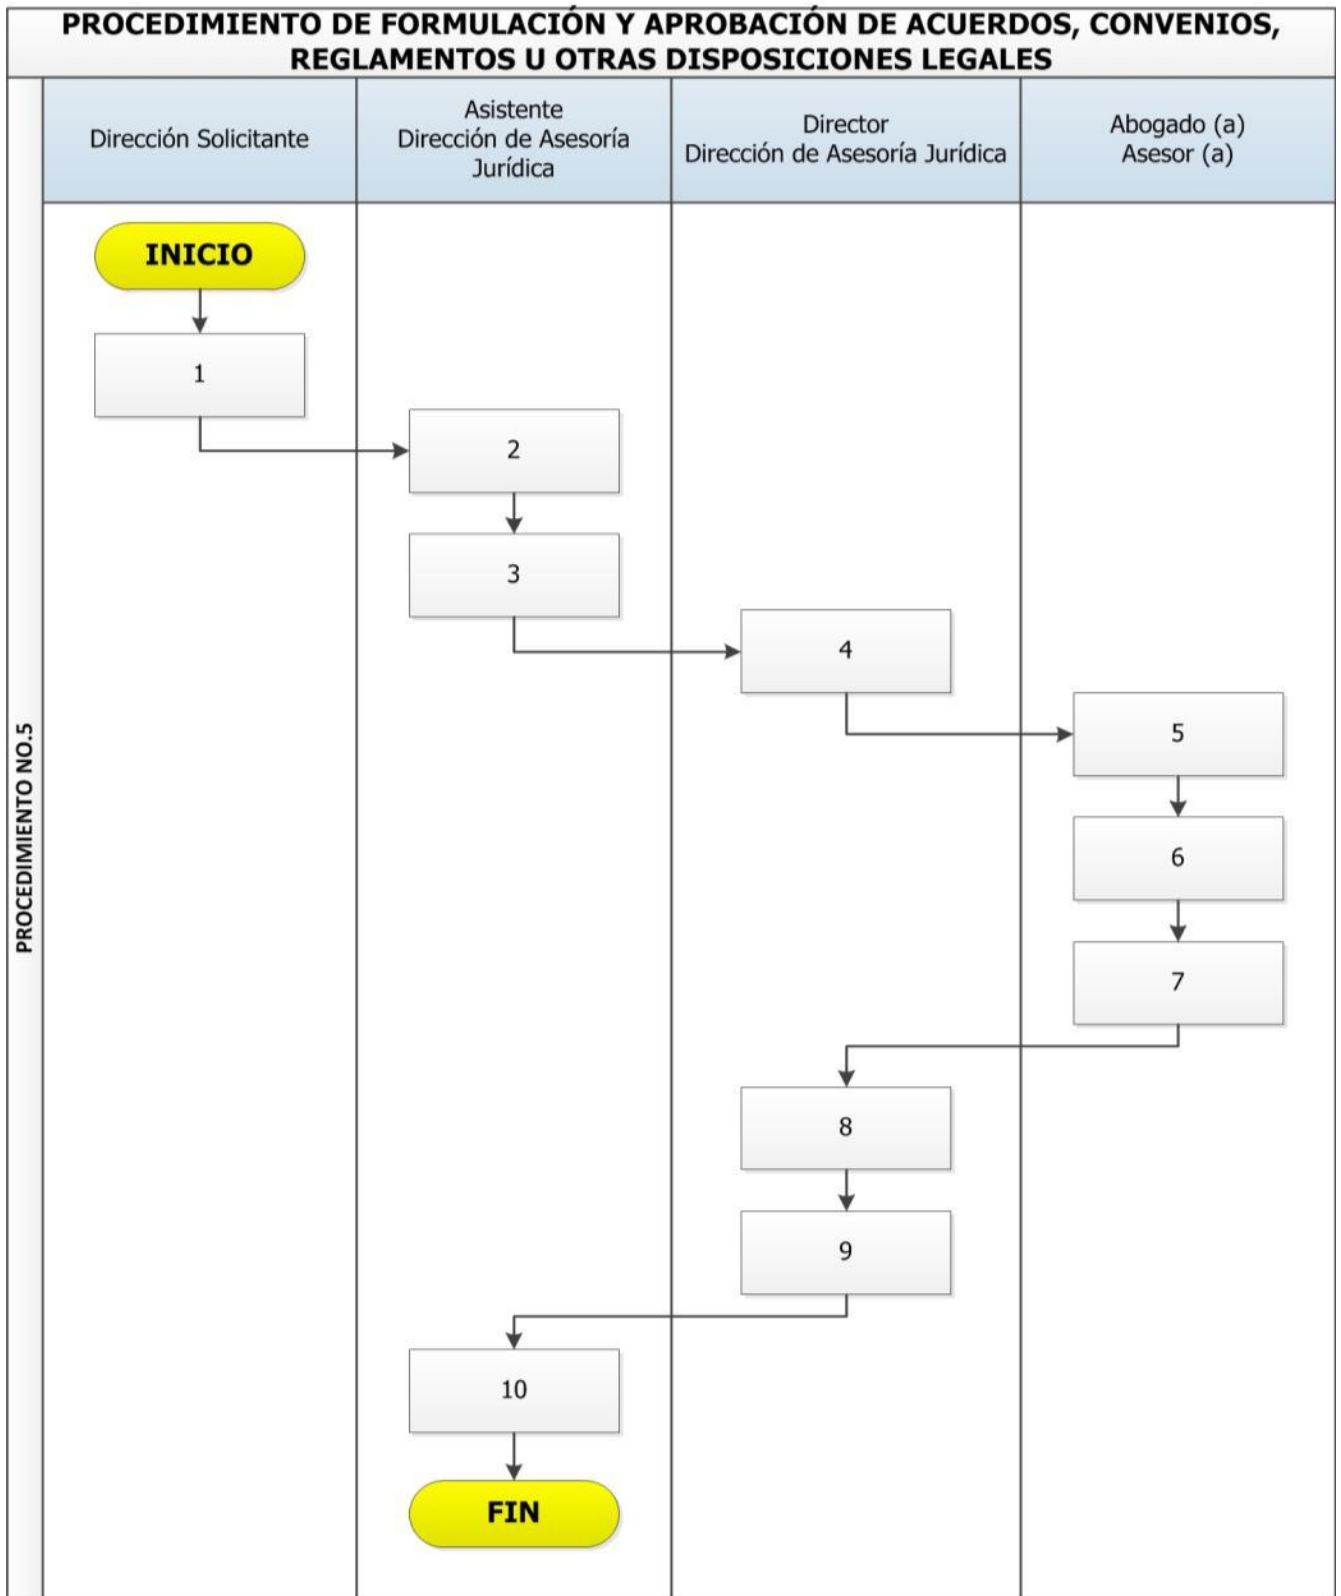 PROCEDIMIENTO DE FORMULACIÓN Y APROBACIÓN DE ACUERDOS, CONVENIOS,
REGLAMENTOS U OTRAS DISPOSICIONES LEGALES
PROCEDIMIENTO NO.5
Dirección Solicitante
Asistente
Dirección de Asesoría
Jurídica
Director
Dirección de Asesoría Jurídica
Abogado (a)
Asesor (a)
INICIO
1
2
3
4
5
6
7
8
9
10
FIN